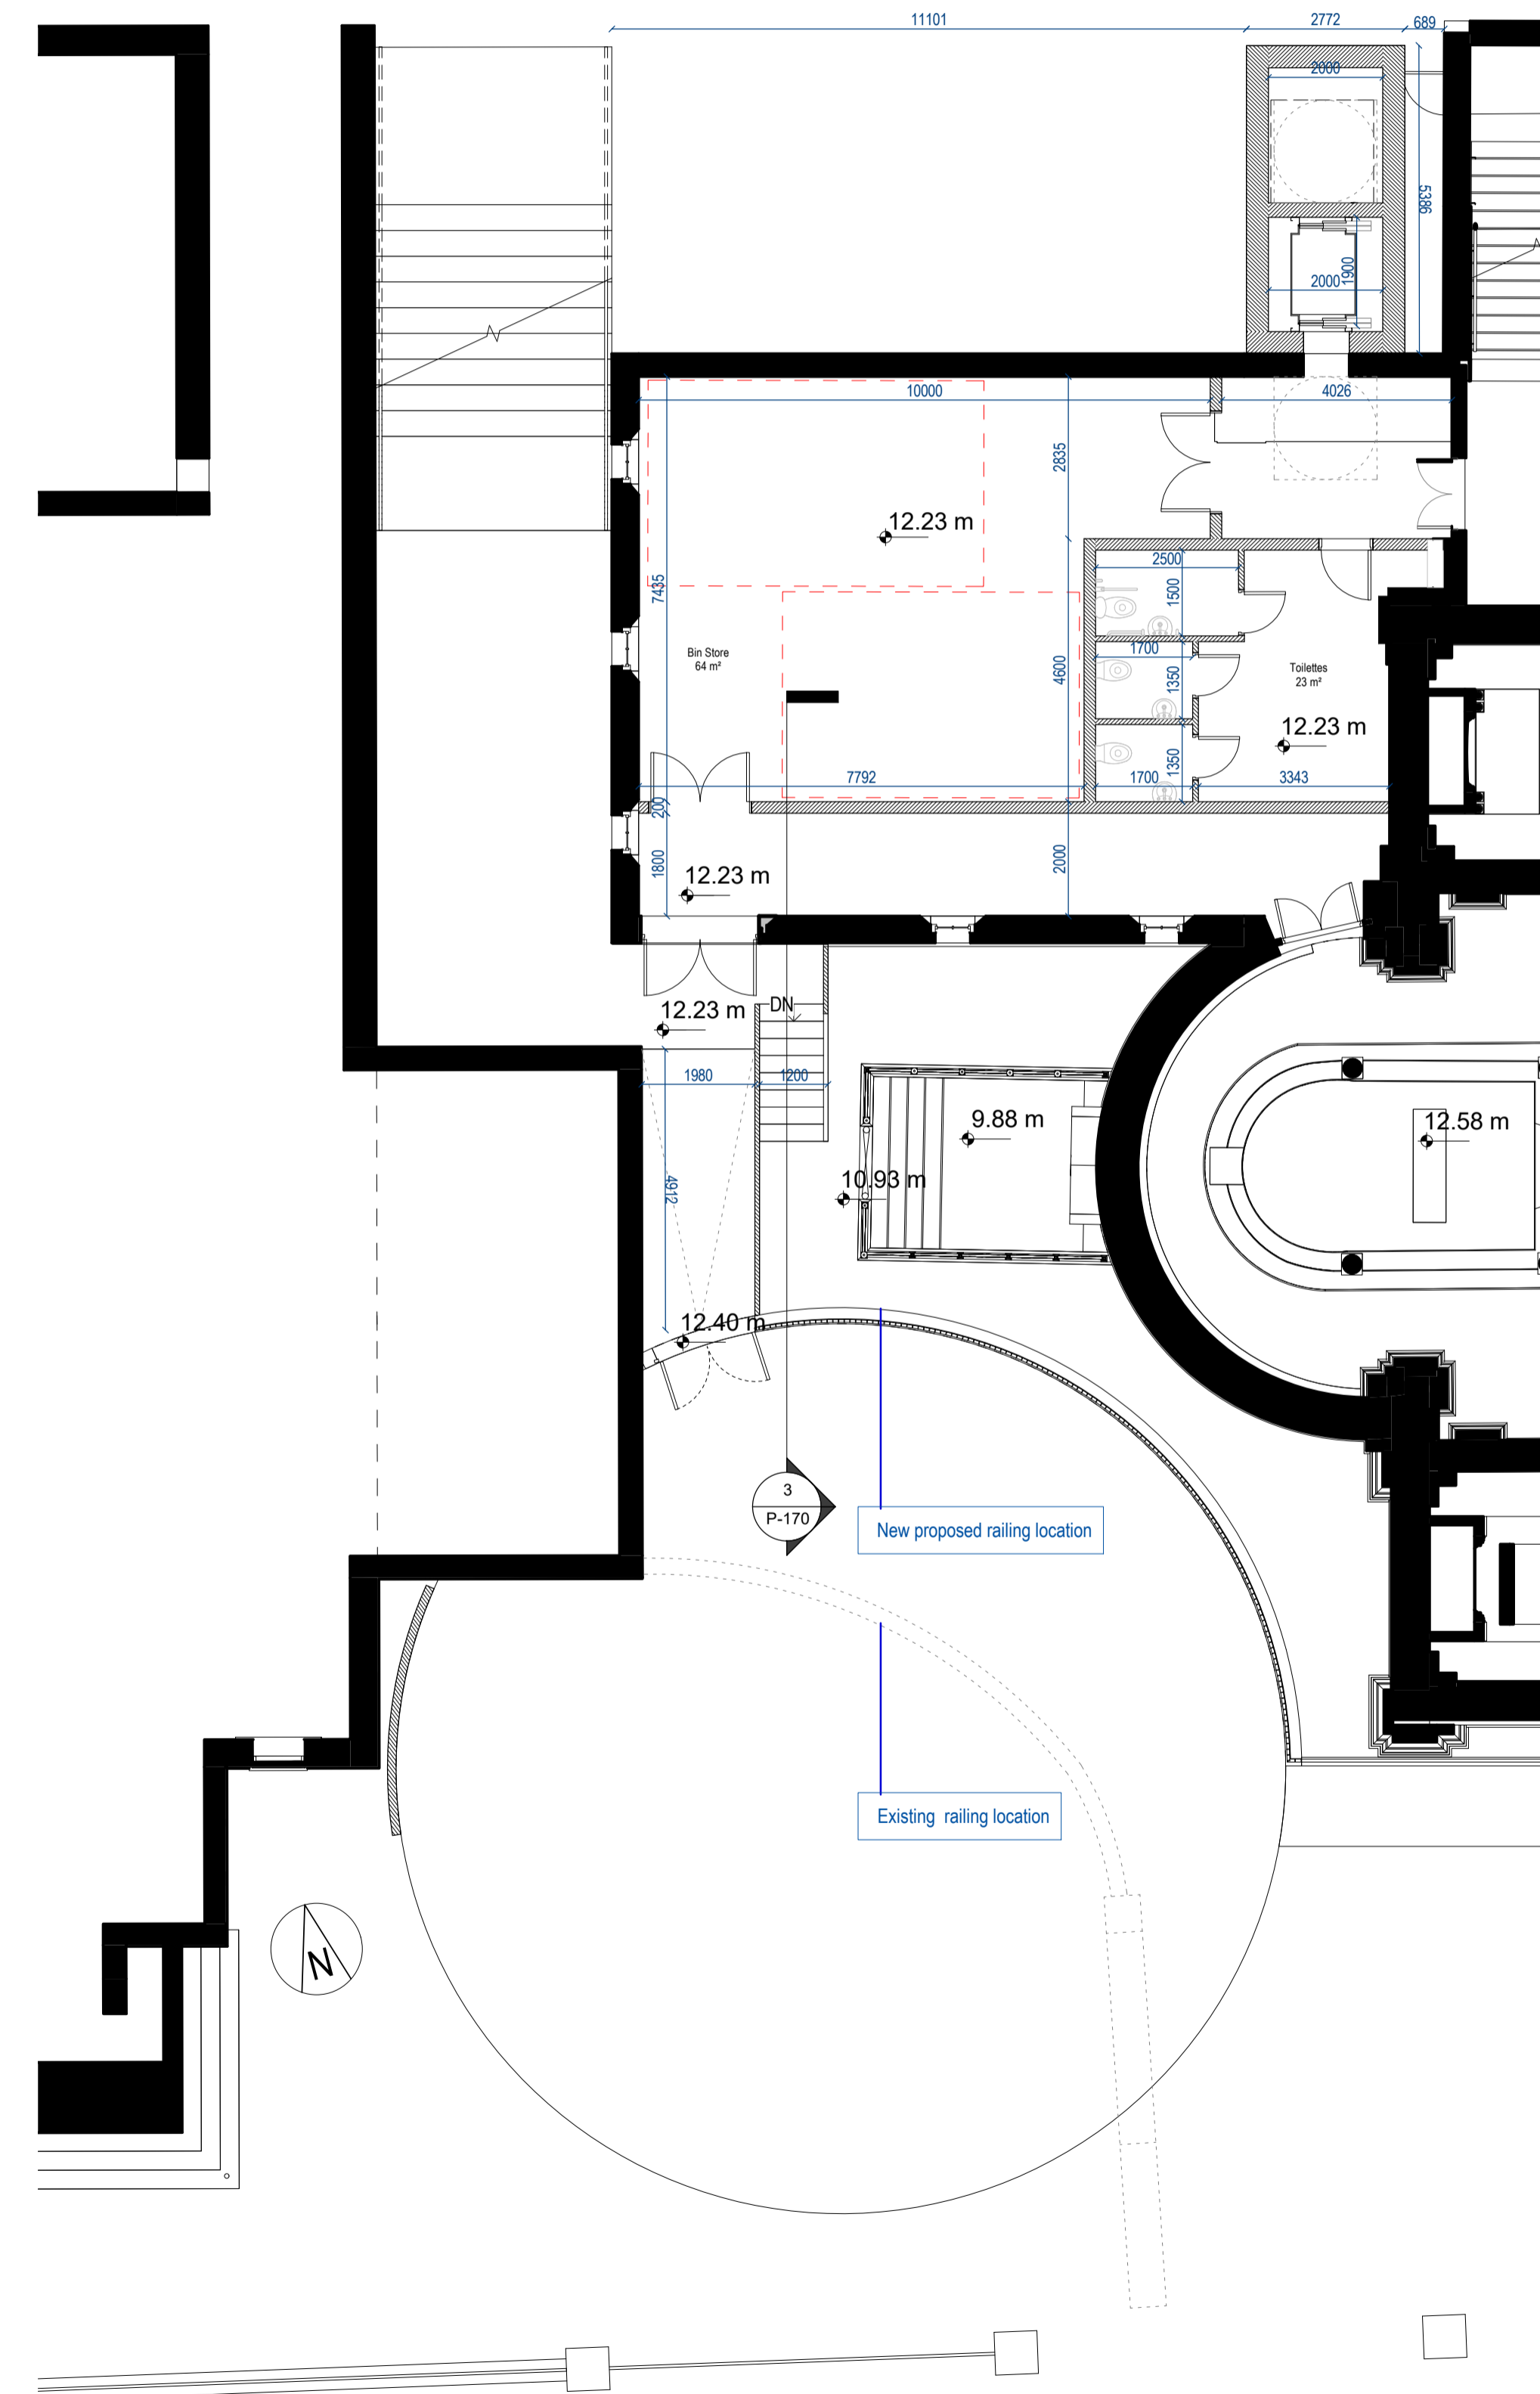 11101
2772
689
2000
5386
1900
2000
10000
4026
2835
12.23 m
7435
2500
1500
Bin Store
64 m²
1700
4600
1350
Toilettes
23 m²
12.23 m
1350
7792
1700
3343
200
1800
2000
12.23 m
12.23 m
DN
1980
1200
9.88 m
12.58 m
4912
10.93 m
12.40 m
3
P-170
New proposed railing location
Existing railing location
N